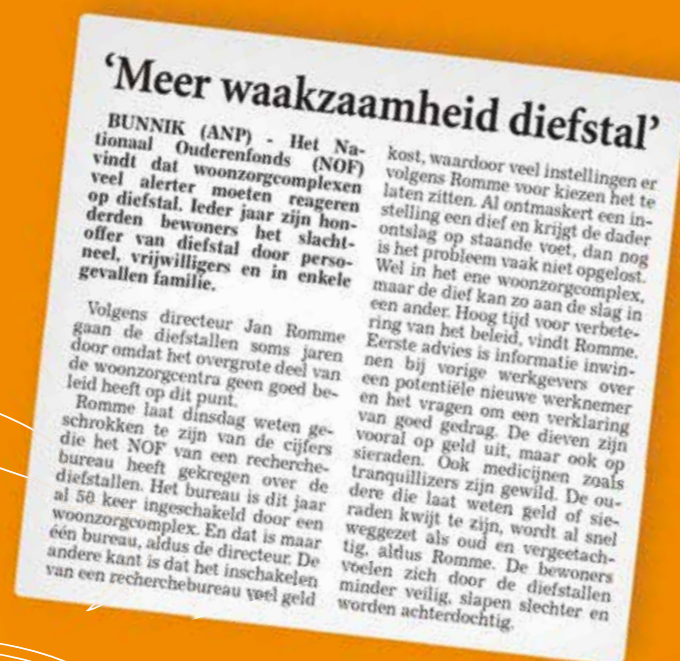 ‘Meer waakzaamheid diefstal’
BUNNIK (ANP) - Het Na-
tionaal Ouderenfonds (NOF)
vindt dat woonzorgcomplexen
veel alerter moeten reageren
op diefstal. Ieder jaar zijn hon-
derden bewoners het slacht-
offer van diefstal door perso-
neel, vrijwilligers en in enkele
gevallen familie.
Volgens directeur Jan Romme
gaan de diefstallen soms jaren
door omdat het overgrote deel van
de woonzorgcentra geen goed be-
leid heeft op dit punt.
Romme laat dinsdag weten ge-
schrokken te zijn van de cijfers
die het NOF van een recherche-
bureau heeft gekregen over de
diefstallen. Het bureau is dit jaar
al 50 keer ingeschakeld door een
woonzorgcomplex. En dat is maar
één bureau, aldus de directeur. De
andere kant is dat het inschakelen
van een recherchebureau veel geld
kost, waardoor veel instellingen er
volgens Romme voor kiezen het te
laten zitten. Al ontmaskert een in-
stelling een dief en krijgt de dader
ontslag op staande voet, dan nog
is het probleem vaak niet opgelost.
Wel in het ene woonzorgcomplex,
maar de dief kan zo aan de slag in
een ander. Hoog tijd voor verbete-
ring van het beleid, vindt Romme.
Eerste advies is informatie inwin-
nen bij vorige werkgevers over
een potentiële nieuwe werknemer
en het vragen om een verklaring
van goed gedrag. De dieven zijn
vooral op geld uit, maar ook op
sieraden. Ook medicijnen zoals
tranquillizers zijn gewild. De ou-
dere die laat weten geld of sie-
raden kwijt te zijn, wordt al snel
weggezet als oud en vergeetach-
tig, aldus Romme. De bewoners
voelen zich door de diefstallen
minder veilig, slapen slechter en
worden achterdochtig.